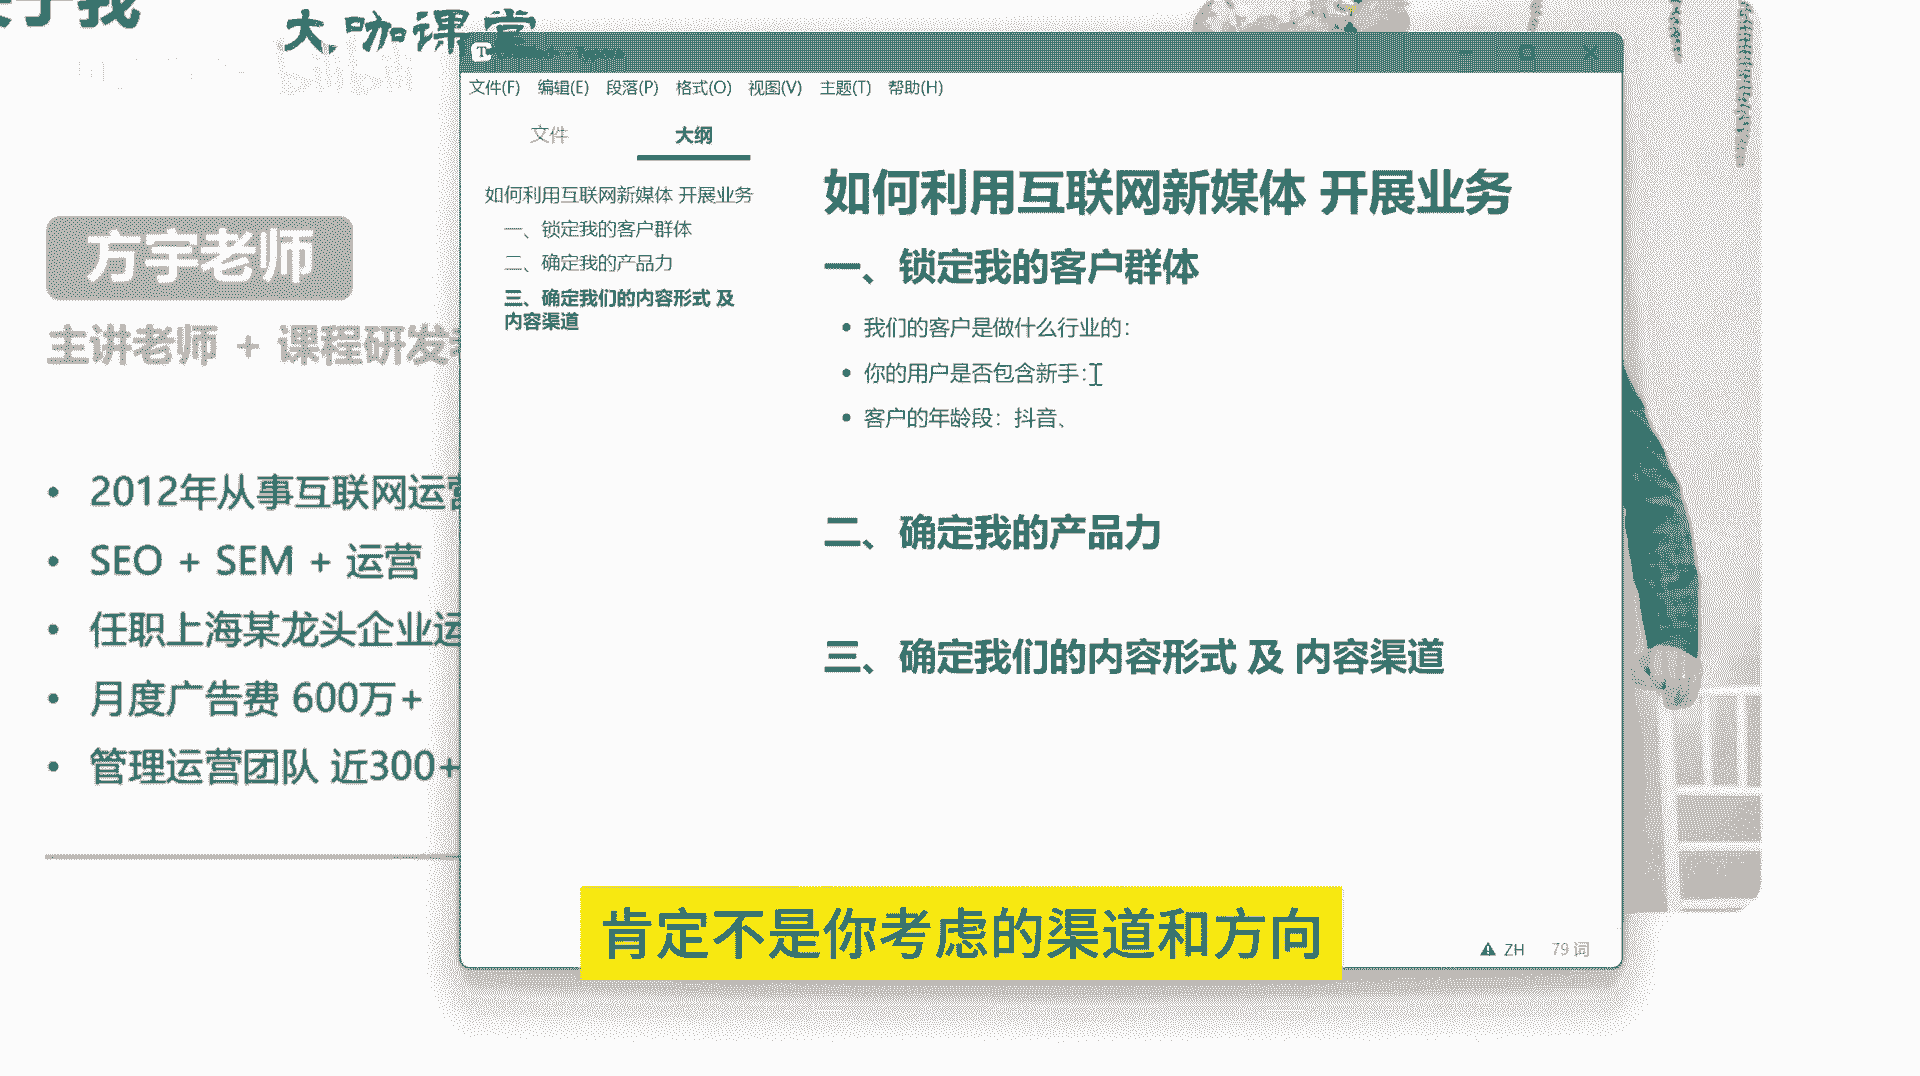 大咖课堂
方宇老师
主讲老师 + 课程研发
2012年从事互联网运营
SEO + SEM + 运营
任职上海某龙头企业运
月度广告费 600万+
管理运营团队 近300+
文件(F) 编辑(E) 段落(P) 格式(O) 视图(V) 主题(T) 帮助(H)
文件 大纲
如何利用互联网新媒体 开展业务
一、锁定我的客户群体
二、确定我的产品力
三、确定我们的内容形式 及
内容渠道
如何利用互联网新媒体 开展业务
一、锁定我的客户群体
我们的客户是做什么行业的:
你的用户是否包含新手:
客户的年龄段：抖音、
二、确定我的产品力
三、确定我们的内容形式 及 内容渠道
肯定不是你考虑的渠道和方向
ZH 79 词